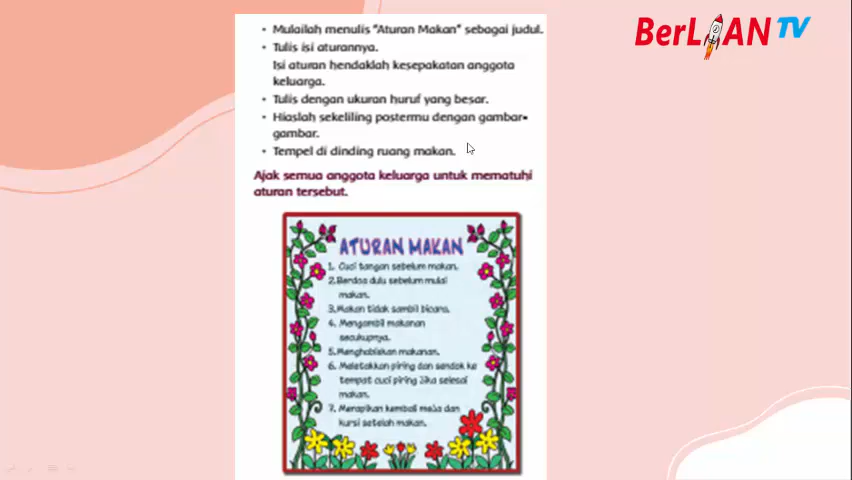 BerLIAN TV
• Mulailah menulis "Aturan Makan" sebagai judul.
• Tulis isi aturannya.
Isi aturan hendaklah kesepakatan anggota
keluarga.
• Tulis dengan ukuran huruf yang besar.
• Hiaslah sekeliling postermu dengan gambar-
gambar.
• Tempel di dinding ruang makan.
Ajak semua anggota keluarga untuk mematuhi
aturan tersebut.
ATURAN MAKAN
1. Cuci tangan sebelum makan.
2.Berdoa dulu sebelum mulai
makan.
3.Makan tidak sambil bicara.
4. Mengambil makanan
secukupnya.
5.Menghabiskan makanan.
6. Meletakkan piring dan sendok ke
tempat cuci piring jika selesai
makan.
7. Merapikan kembali meja dan
kursi setelah makan.